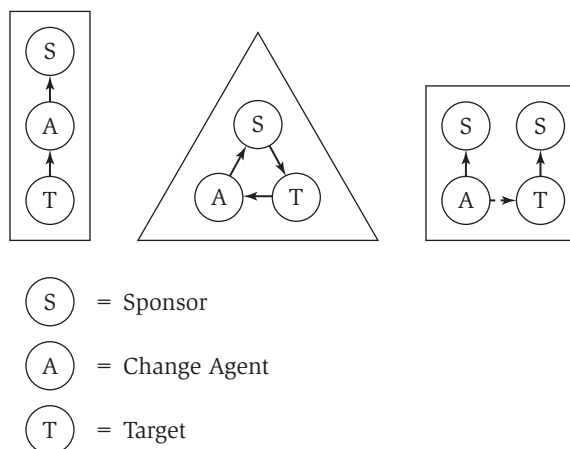 S
A
T
S
A T
S S
A T
S = Sponsor
A = Change Agent
T = Target